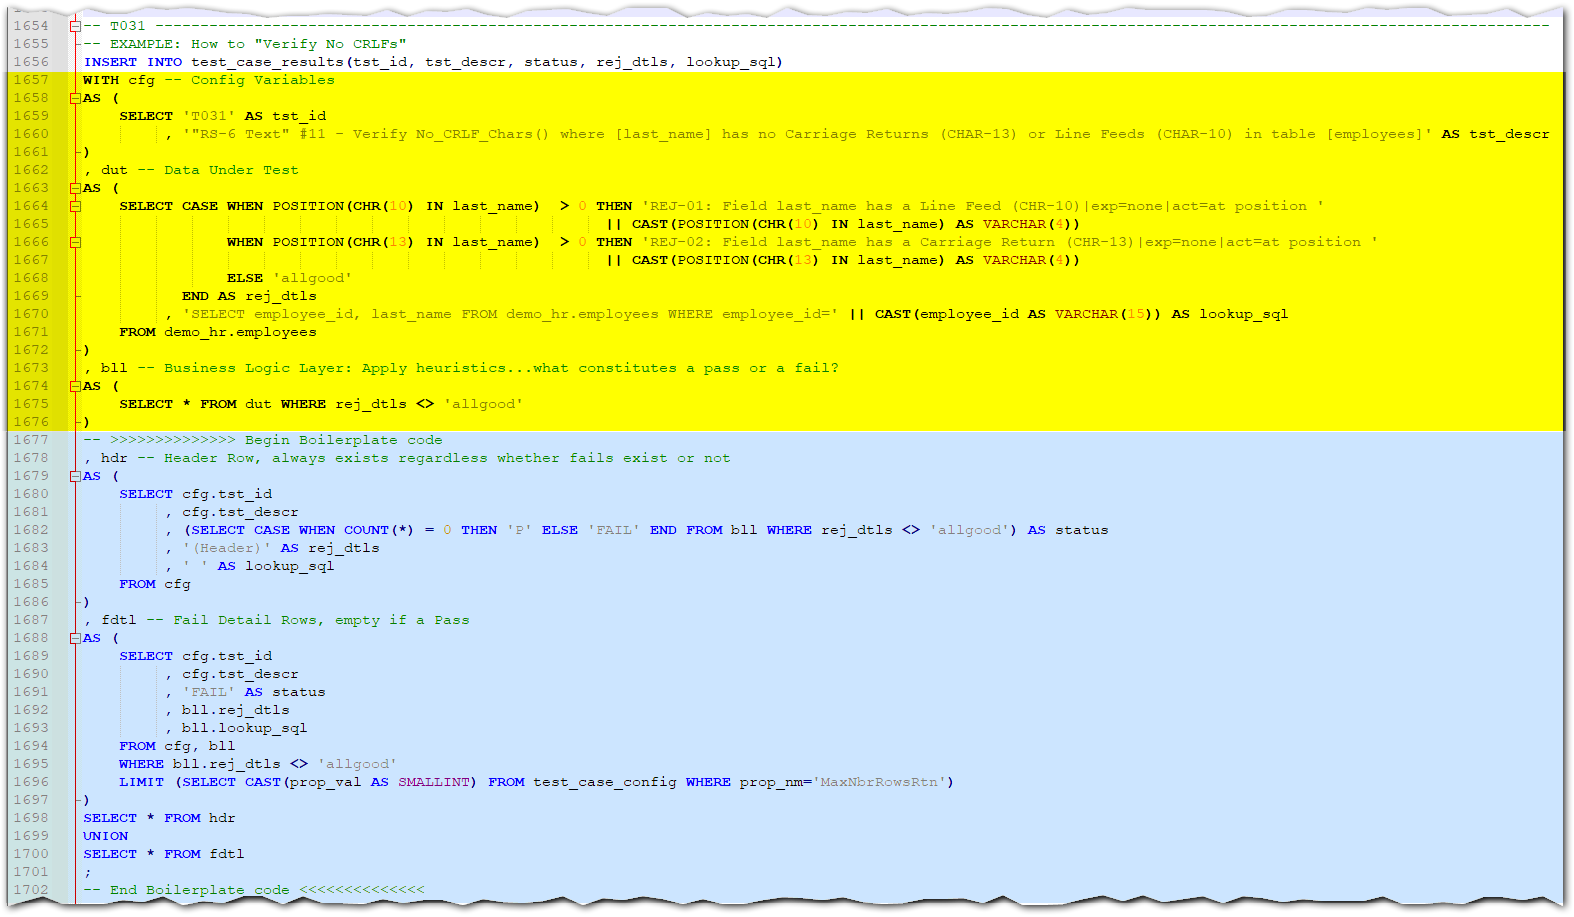 1654 -- T031 ----------------------------------------------------------------------------------------------------------------------------------------------------------
1655 -- EXAMPLE: How to "Verify No CRLFs"
1656 INSERT INTO test_case_results(tst_id, tst_descr, status, rej_dtls, lookup_sql)
1657 WITH cfg -- Config Variables
1658 AS (
1659     SELECT 'T031' AS tst_id
1660          , '"RS-6 Text" #11 - Verify No_CRLF_Chars() where [last_name] has no Carriage Returns (CHAR-13) or Line Feeds (CHAR-10) in table [employees]' AS tst_descr
1661 )
1662 , dut -- Data Under Test
1663 AS (
1664     SELECT CASE WHEN POSITION(CHR(10) IN last_name)  > 0 THEN 'REJ-01: Field last_name has a Line Feed (CHR-10)|exp=none|act=at position '
1665                                                           || CAST(POSITION(CHR(10) IN last_name) AS VARCHAR(4))
1666                 WHEN POSITION(CHR(13) IN last_name)  > 0 THEN 'REJ-02: Field last_name has a Carriage Return (CHR-13)|exp=none|act=at position '
1667                                                           || CAST(POSITION(CHR(13) IN last_name) AS VARCHAR(4))
1668                 ELSE 'allgood'
1669            END AS rej_dtls
1670          , 'SELECT employee_id, last_name FROM demo_hr.employees WHERE employee_id=' || CAST(employee_id AS VARCHAR(15)) AS lookup_sql
1671     FROM demo_hr.employees
1672 )
1673 , bll -- Business Logic Layer: Apply heuristics...what constitutes a pass or a fail?
1674 AS (
1675     SELECT * FROM dut WHERE rej_dtls <> 'allgood'
1676 )
1677 -- >>>>>>>>>>>>>> Begin Boilerplate code
1678 , hdr -- Header Row, always exists regardless whether fails exist or not
1679 AS (
1680     SELECT cfg.tst_id
1681          , cfg.tst_descr
1682          , (SELECT CASE WHEN COUNT(*) = 0 THEN 'P' ELSE 'FAIL' END FROM bll WHERE rej_dtls <> 'allgood') AS status
1683          , '(Header)' AS rej_dtls
1684          , ' ' AS lookup_sql
1685     FROM cfg
1686 )
1687 , fdtl -- Fail Detail Rows, empty if a Pass
1688 AS (
1689     SELECT cfg.tst_id
1690          , cfg.tst_descr
1691          , 'FAIL' AS status
1692          , bll.rej_dtls
1693          , bll.lookup_sql
1694     FROM cfg, bll
1695     WHERE bll.rej_dtls <> 'allgood'
1696     LIMIT (SELECT CAST(prop_val AS SMALLINT) FROM test_case_config WHERE prop_nm='MaxNbrRowsRtn')
1697 )
1698 SELECT * FROM hdr
1699 UNION
1700 SELECT * FROM fdtl
1701 ;
1702 -- End Boilerplate code <<<<<<<<<<<<<<